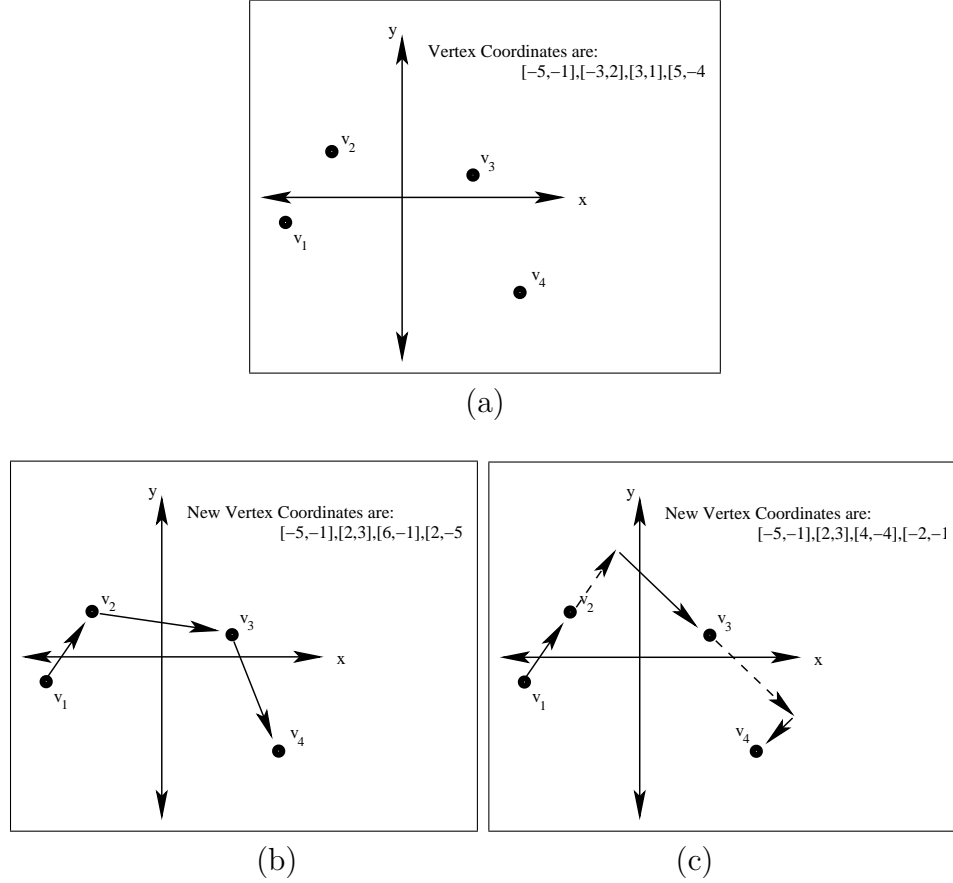 y
Vertex Coordinates are:
[−5,−1],[−3,2],[3,1],[5,−4
v2
v3
x
v1
v4
(a)
y
New Vertex Coordinates are:
[−5,−1],[2,3],[6,−1],[2,−5
v2
v3
x
v1
v4
(b)
y
New Vertex Coordinates are:
[−5,−1],[2,3],[4,−4],[−2,−1
v2
v3
x
v1
v4
(c)